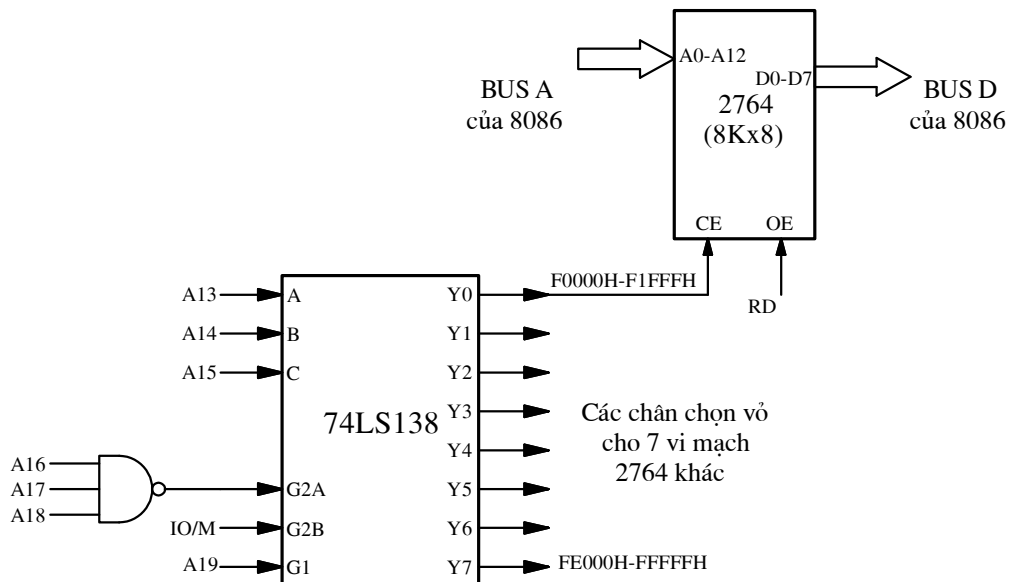 A0-A12
D0-D7
BUS A
của 8086
2764
(8Kx8)
BUS D
của 8086
CE
OE
F0000H-F1FFFH
RD
A13
A
Y0
A14
B
Y1
A15
C
Y2
74LS138
Y3
Y4
Các chân chọn vỏ
cho 7 vi mạch
2764 khác
A16
A17
A18
G2A
Y5
IO/M
G2B
Y6
A19
G1
Y7
FE000H-FFFFFH